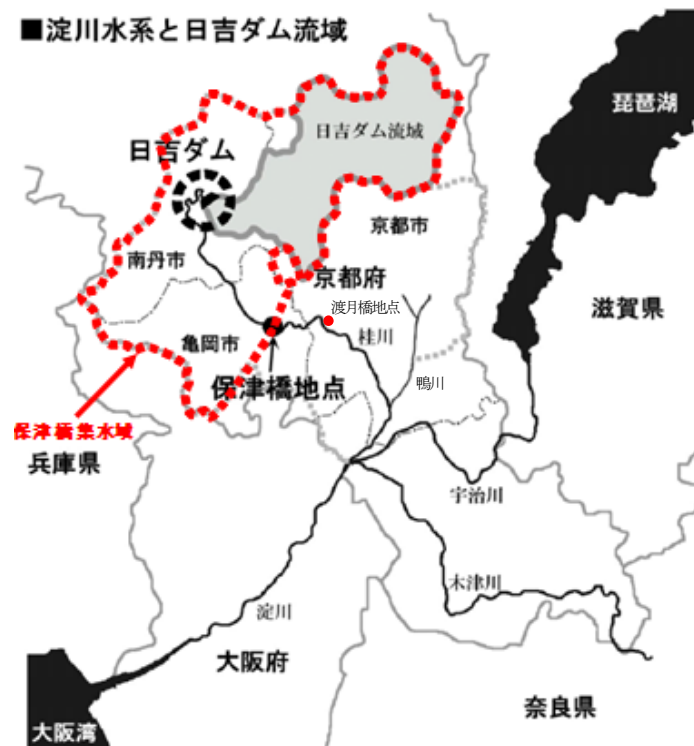 ■淀川水系と日吉ダム流域
琵琶湖
日吉ダム流域
日吉ダム
京都市
南丹市
京都府
渡月橋地点
滋賀県
桂川
亀岡市
保津橋地点
鴨川
保津橋集水域
兵庫県
宇治川
木津川
淀川
大阪府
奈良県
大阪湾